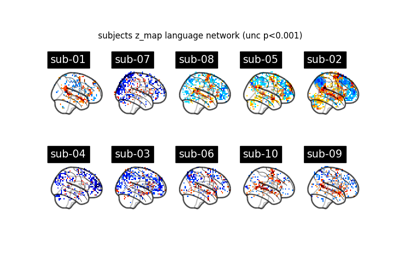 subjects z_map language network (unc p<0.001)
sub-01
sub-07
sub-08
sub-05
sub-02
sub-04
sub-03
sub-06
sub-10
sub-09